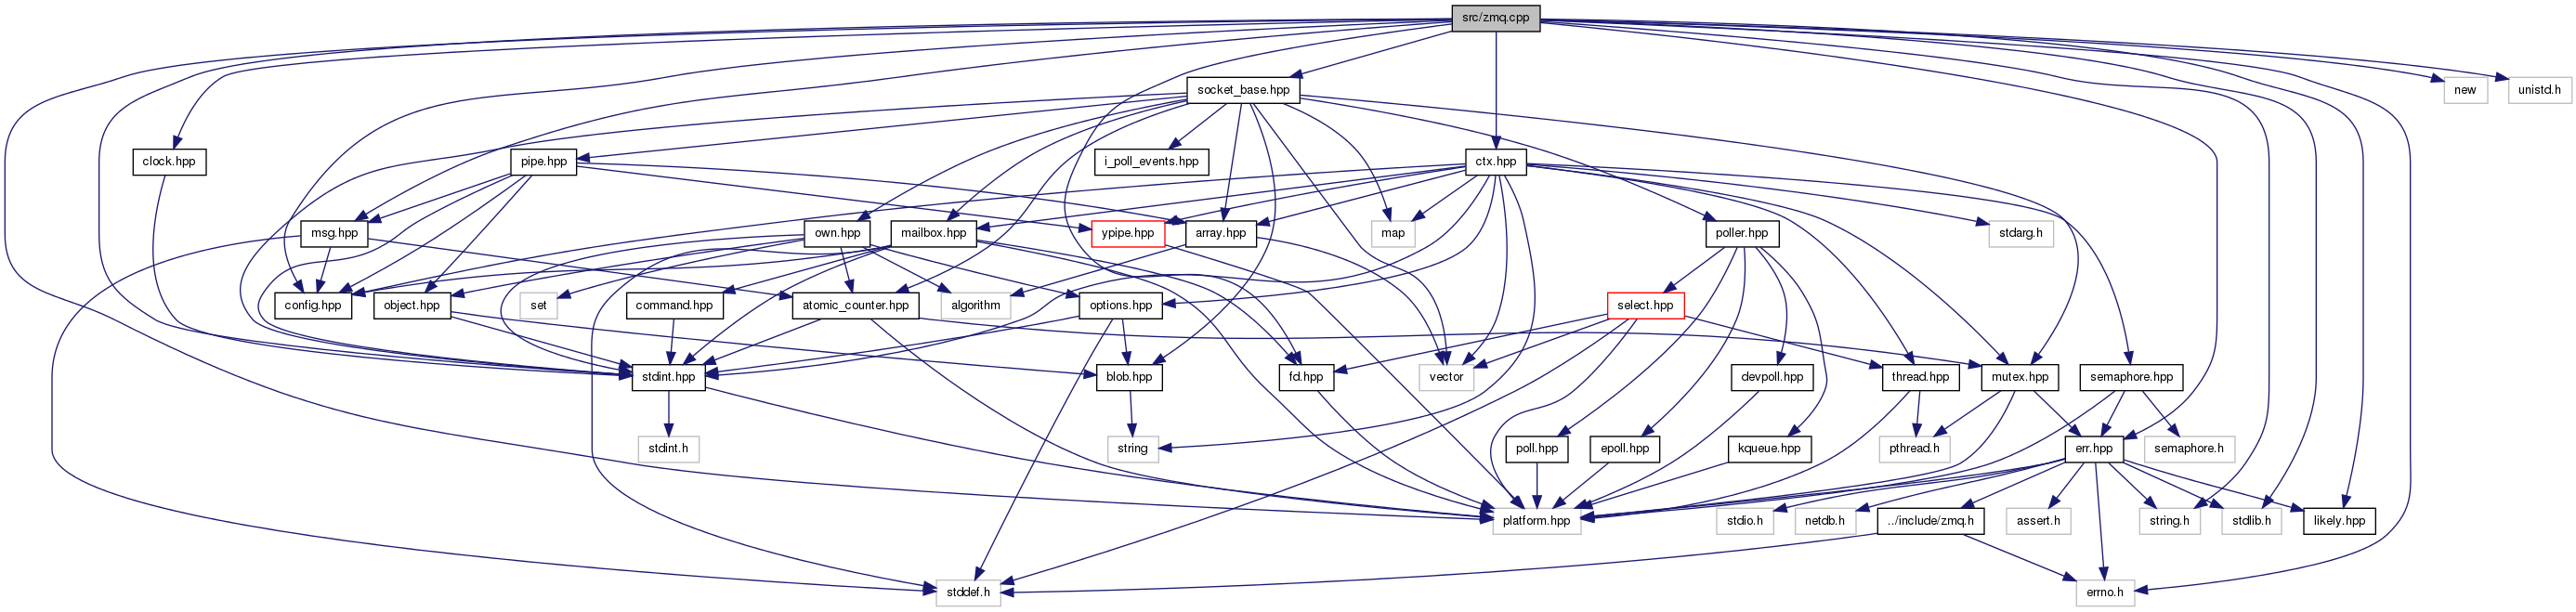 src/zmq.cpp
socket_base.hpp
new
unistd.h
clock.hpp
pipe.hpp
i_poll_events.hpp
ctx.hpp
msg.hpp
own.hpp
mailbox.hpp
ypipe.hpp
array.hpp
map
poller.hpp
stdarg.h
config.hpp
object.hpp
set
command.hpp
atomic_counter.hpp
algorithm
options.hpp
select.hpp
stdint.hpp
blob.hpp
fd.hpp
vector
devpoll.hpp
thread.hpp
mutex.hpp
semaphore.hpp
stdint.h
string
poll.hpp
epoll.hpp
kqueue.hpp
pthread.h
err.hpp
semaphore.h
platform.hpp
stdio.h
netdb.h
../include/zmq.h
assert.h
string.h
stdlib.h
likely.hpp
stddef.h
errno.h